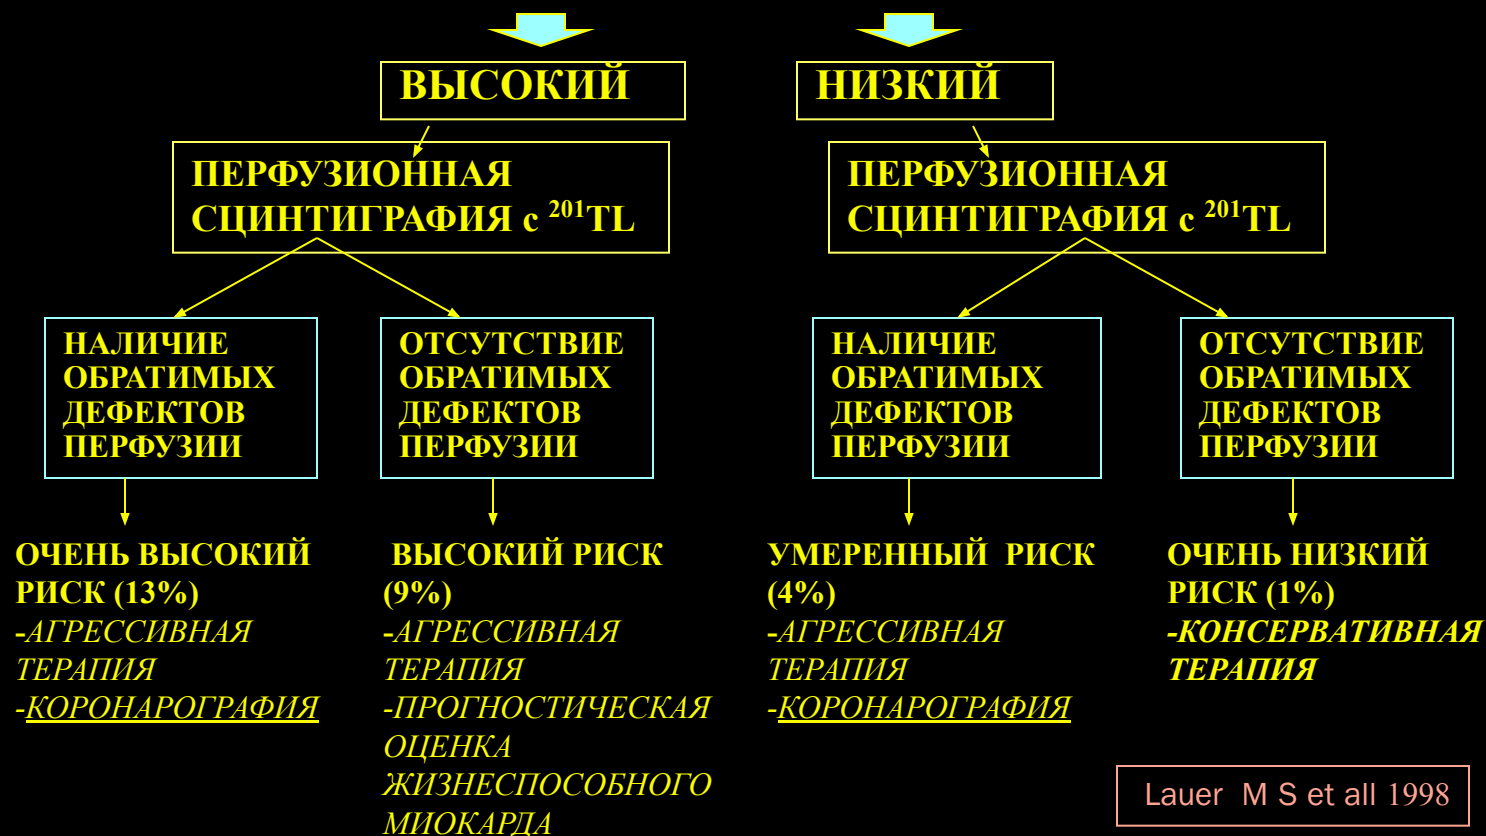 ВЫСОКИЙ
НИЗКИЙ
ПЕРФУЗИОННАЯ
СЦИНТИГРАФИЯ с ²⁰¹TL
ПЕРФУЗИОННАЯ
СЦИНТИГРАФИЯ с ²⁰¹TL
НАЛИЧИЕ
ОБРАТИМЫХ
ДЕФЕКТОВ
ПЕРФУЗИИ
ОТСУТСТВИЕ
ОБРАТИМЫХ
ДЕФЕКТОВ
ПЕРФУЗИИ
НАЛИЧИЕ
ОБРАТИМЫХ
ДЕФЕКТОВ
ПЕРФУЗИИ
ОТСУТСТВИЕ
ОБРАТИМЫХ
ДЕФЕКТОВ
ПЕРФУЗИИ
ОЧЕНЬ ВЫСОКИЙ
РИСК (13%)
-АГРЕССИВНАЯ
ТЕРАПИЯ
-КОРОНАРОГРАФИЯ
ВЫСОКИЙ РИСК
(9%)
-АГРЕССИВНАЯ
ТЕРАПИЯ
-ПРОГНОСТИЧЕСКАЯ
ОЦЕНКА
ЖИЗНЕСПОСОБНОГО
МИОКАРДА
УМЕРЕННЫЙ РИСК
(4%)
-АГРЕССИВНАЯ
ТЕРАПИЯ
-КОРОНАРОГРАФИЯ
ОЧЕНЬ НИЗКИЙ
РИСК (1%)
-КОНСЕРВАТИВНАЯ
ТЕРАПИЯ
Lauer M S et all 1998